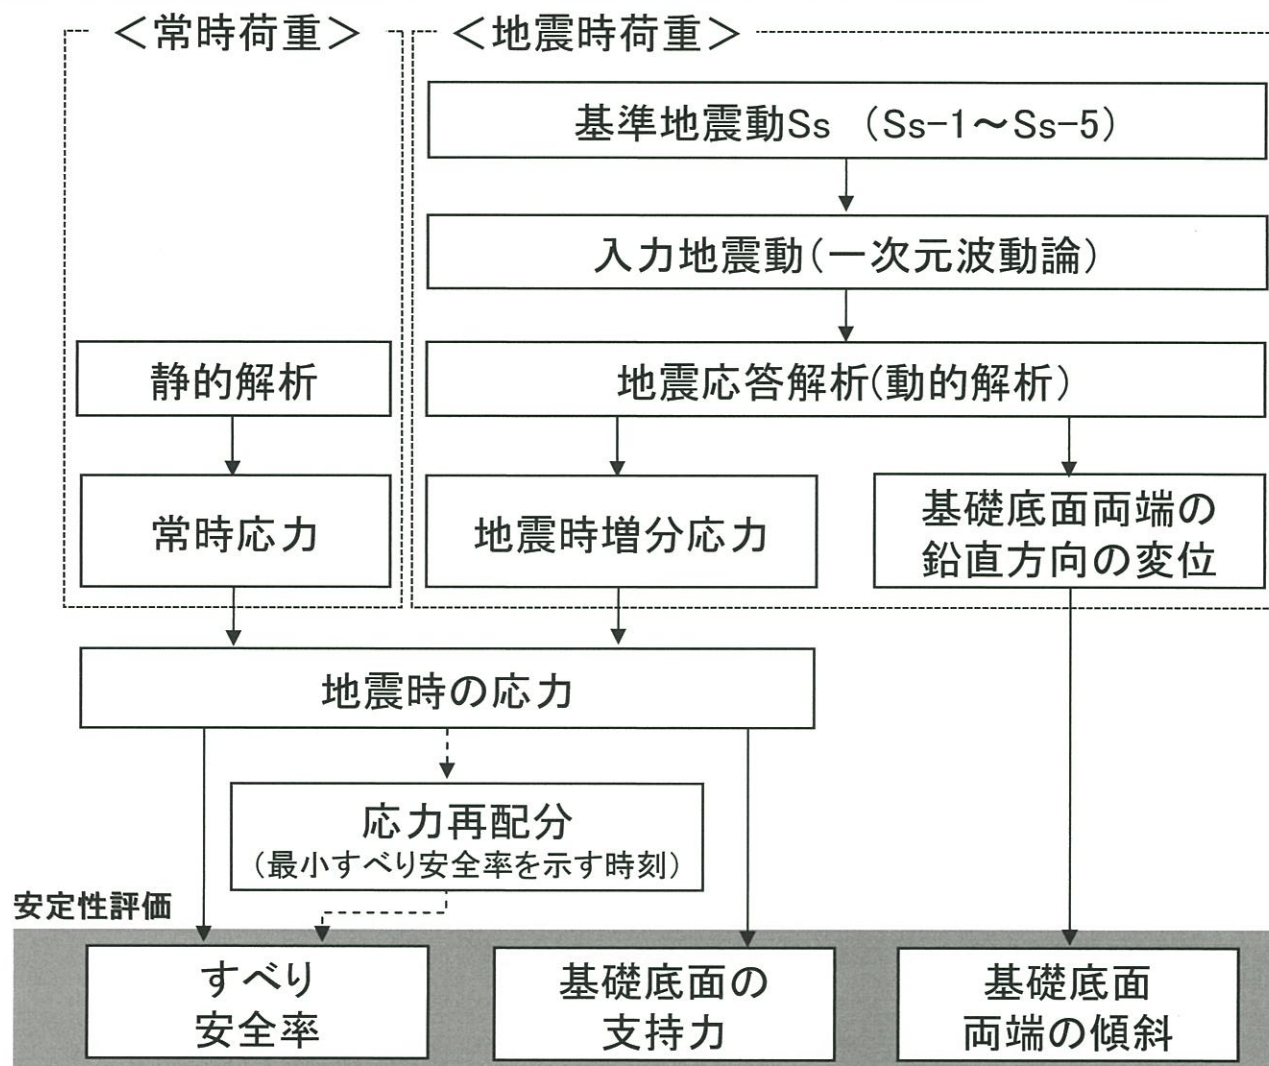 ＜常時荷重＞
＜地震時荷重＞
基準地震動Ss （Ss-1～Ss-5）
入力地震動（一次元波動論）
静的解析
地震応答解析（動的解析）
常時応力
地震時増分応力
基礎底面両端の
鉛直方向の変位
地震時の応力
応力再配分
（最小すべり安全率を示す時刻）
安定性評価
すべり
安全率
基礎底面の
支持力
基礎底面
両端の傾斜